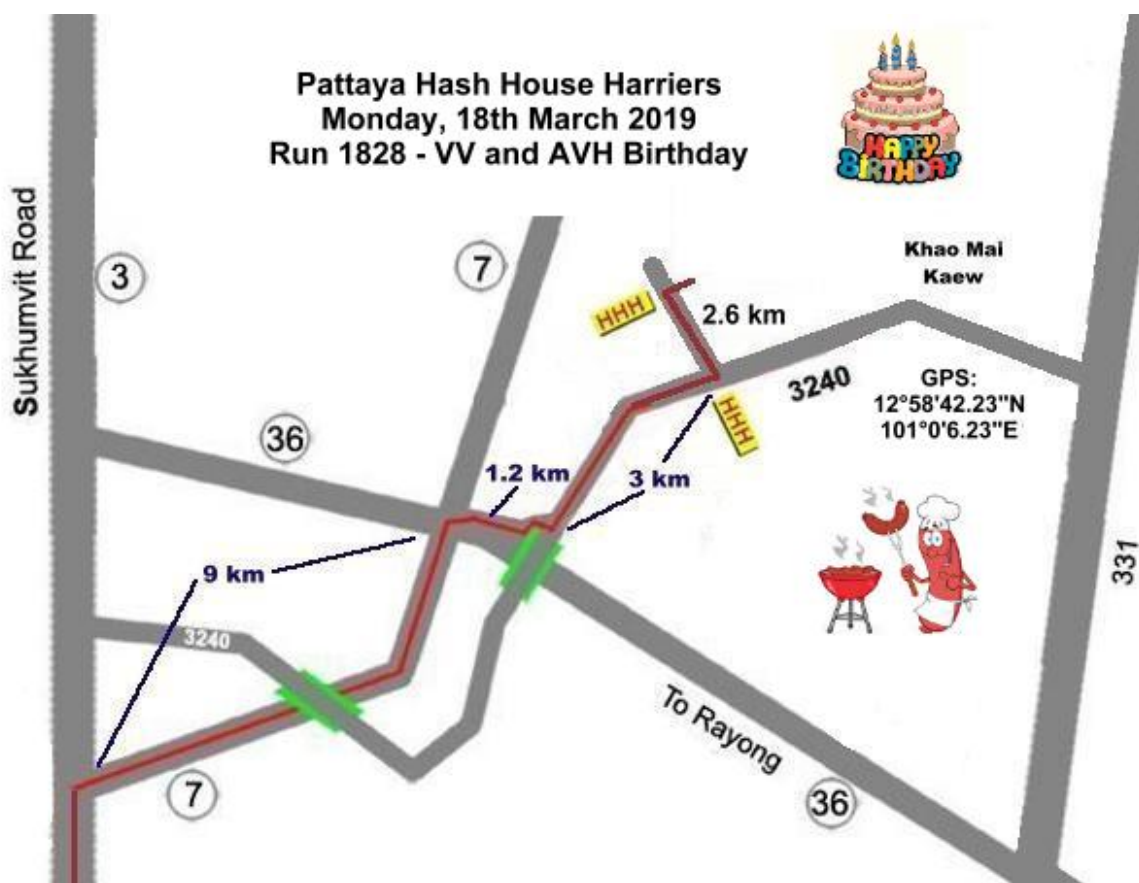 Pattaya Hash House Harriers
Monday, 18th March 2019
Run 1828 - VV and AVH Birthday
HAPPY
BIRTHDAY
Sukhumvit Road
3
7
Khao Mai
Kaew
HHH
2.6 km
3240
GPS:
12°58'42.23"N
101°0'6.23"E
HHH
36
1.2 km
3 km
9 km
331
3240
To Rayong
7
36